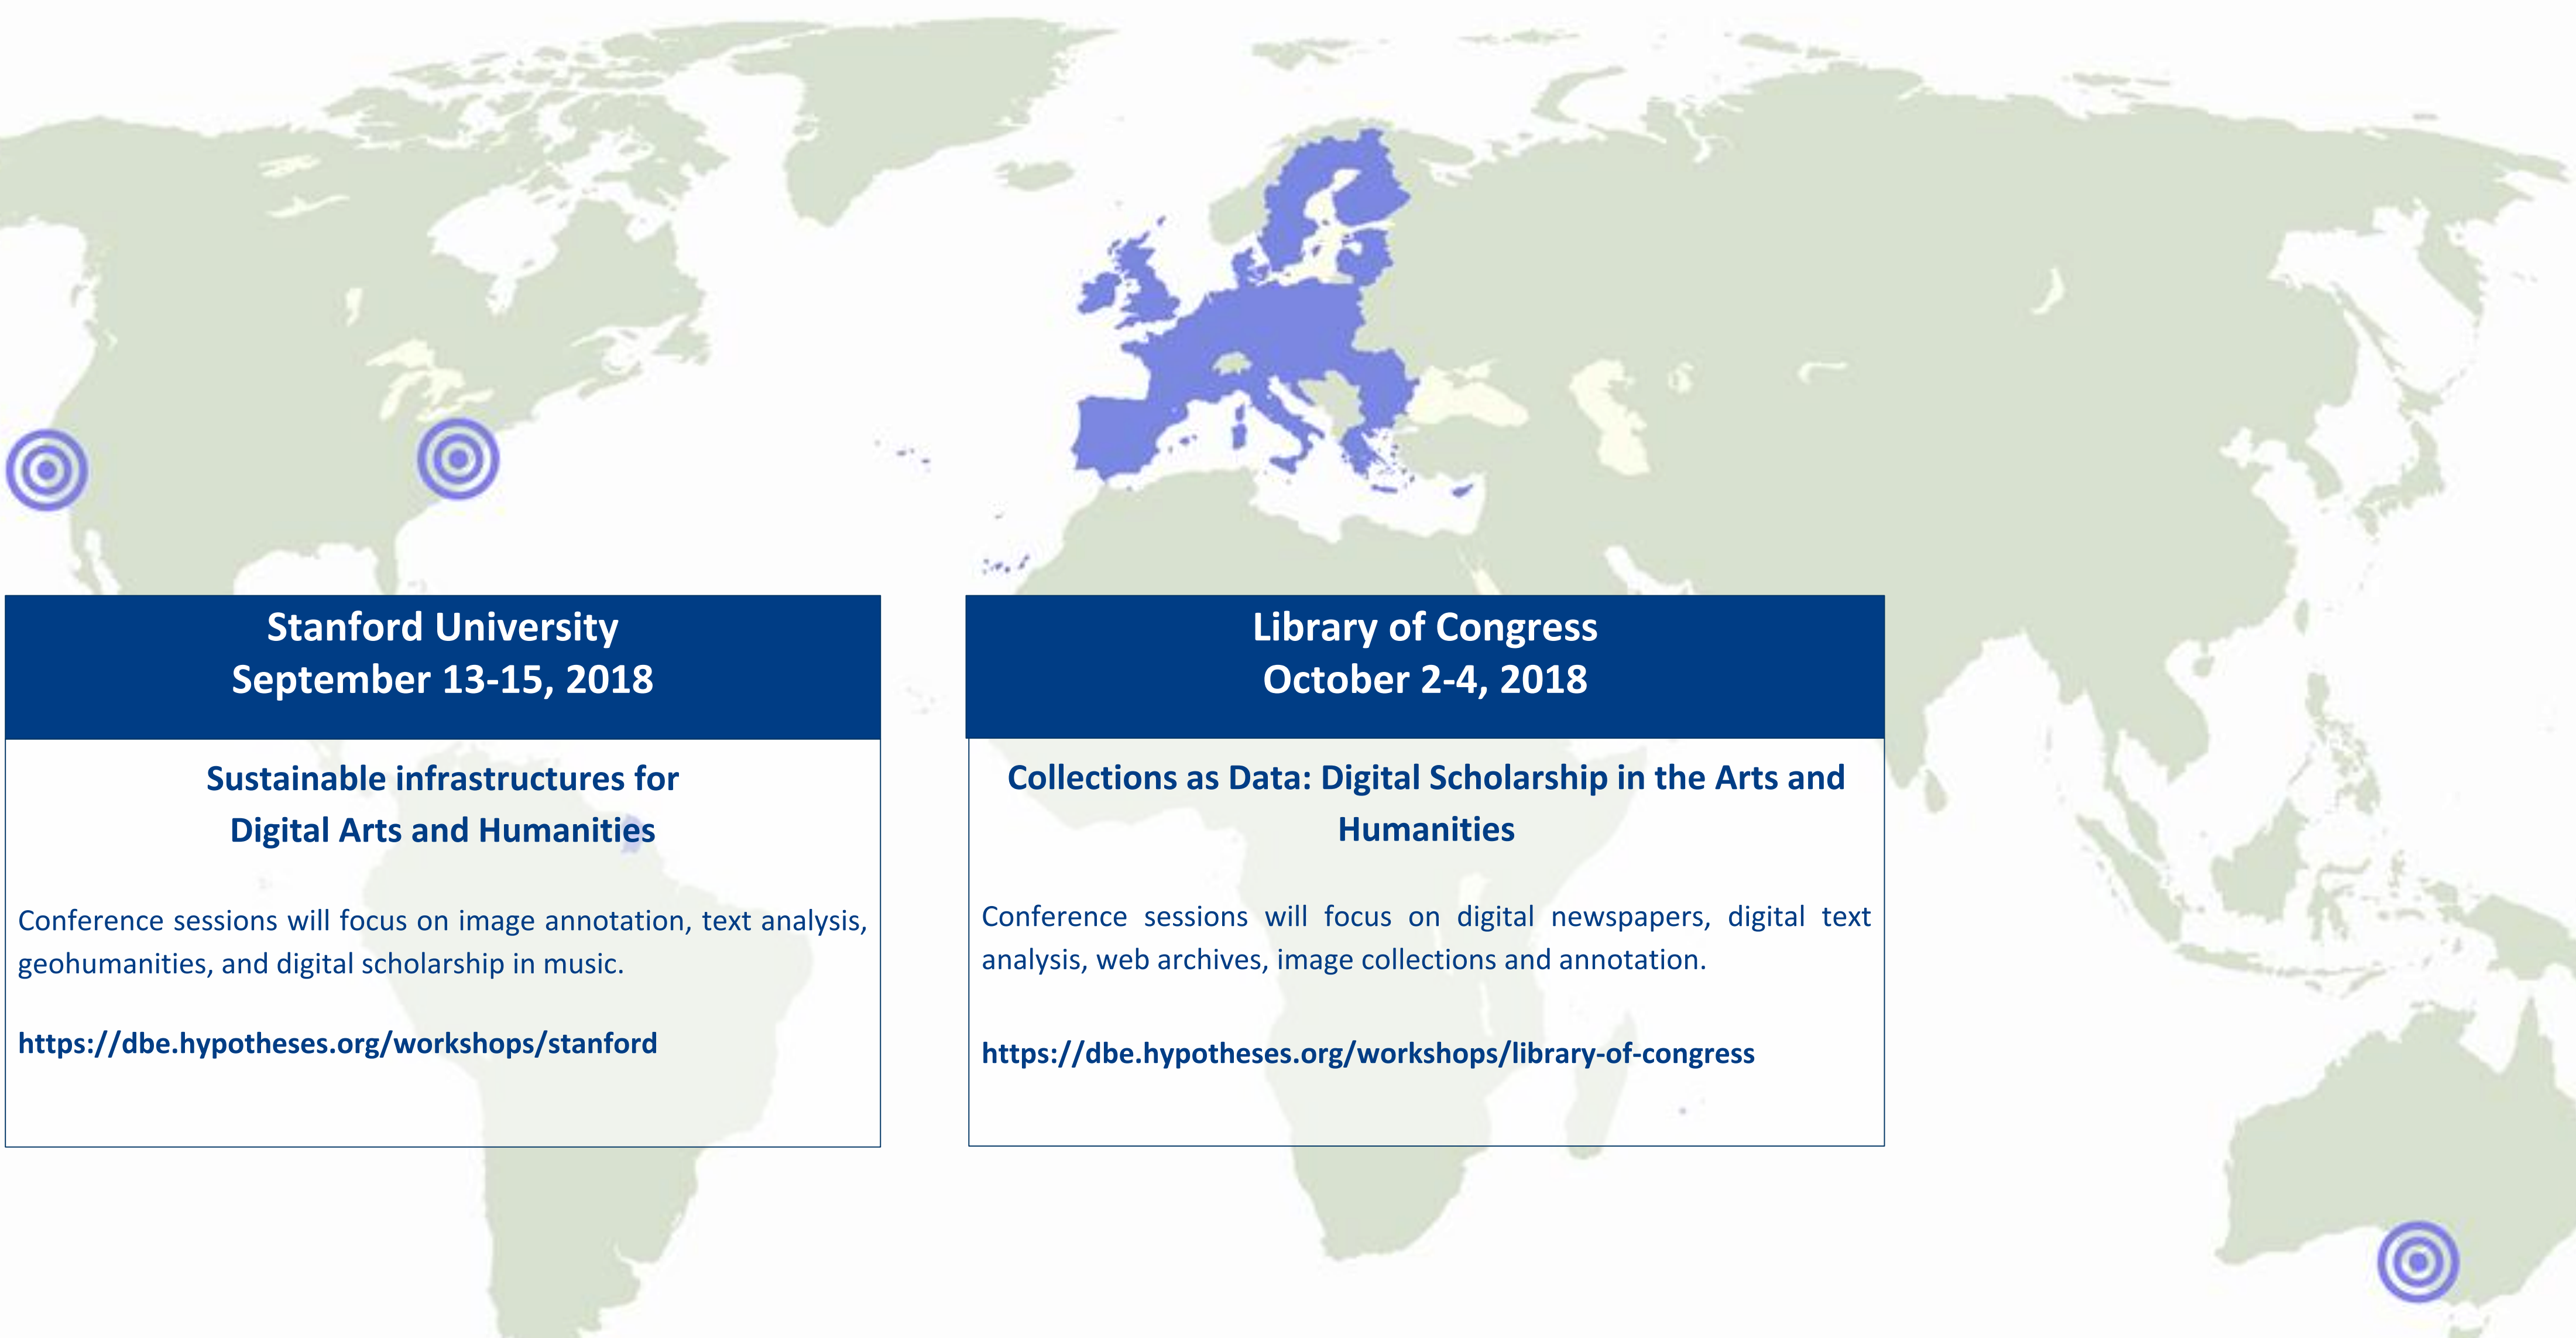 Stanford University
September 13-15, 2018
Sustainable infrastructures for
Digital Arts and Humanities
Conference sessions will focus on image annotation, text analysis,
geohumanities, and digital scholarship in music.
https://dbe.hypotheses.org/workshops/stanford
Library of Congress
October 2-4, 2018
Collections as Data: Digital Scholarship in the Arts and
Humanities
Conference sessions will focus on digital newspapers, digital text
analysis, web archives, image collections and annotation.
https://dbe.hypotheses.org/workshops/library-of-congress